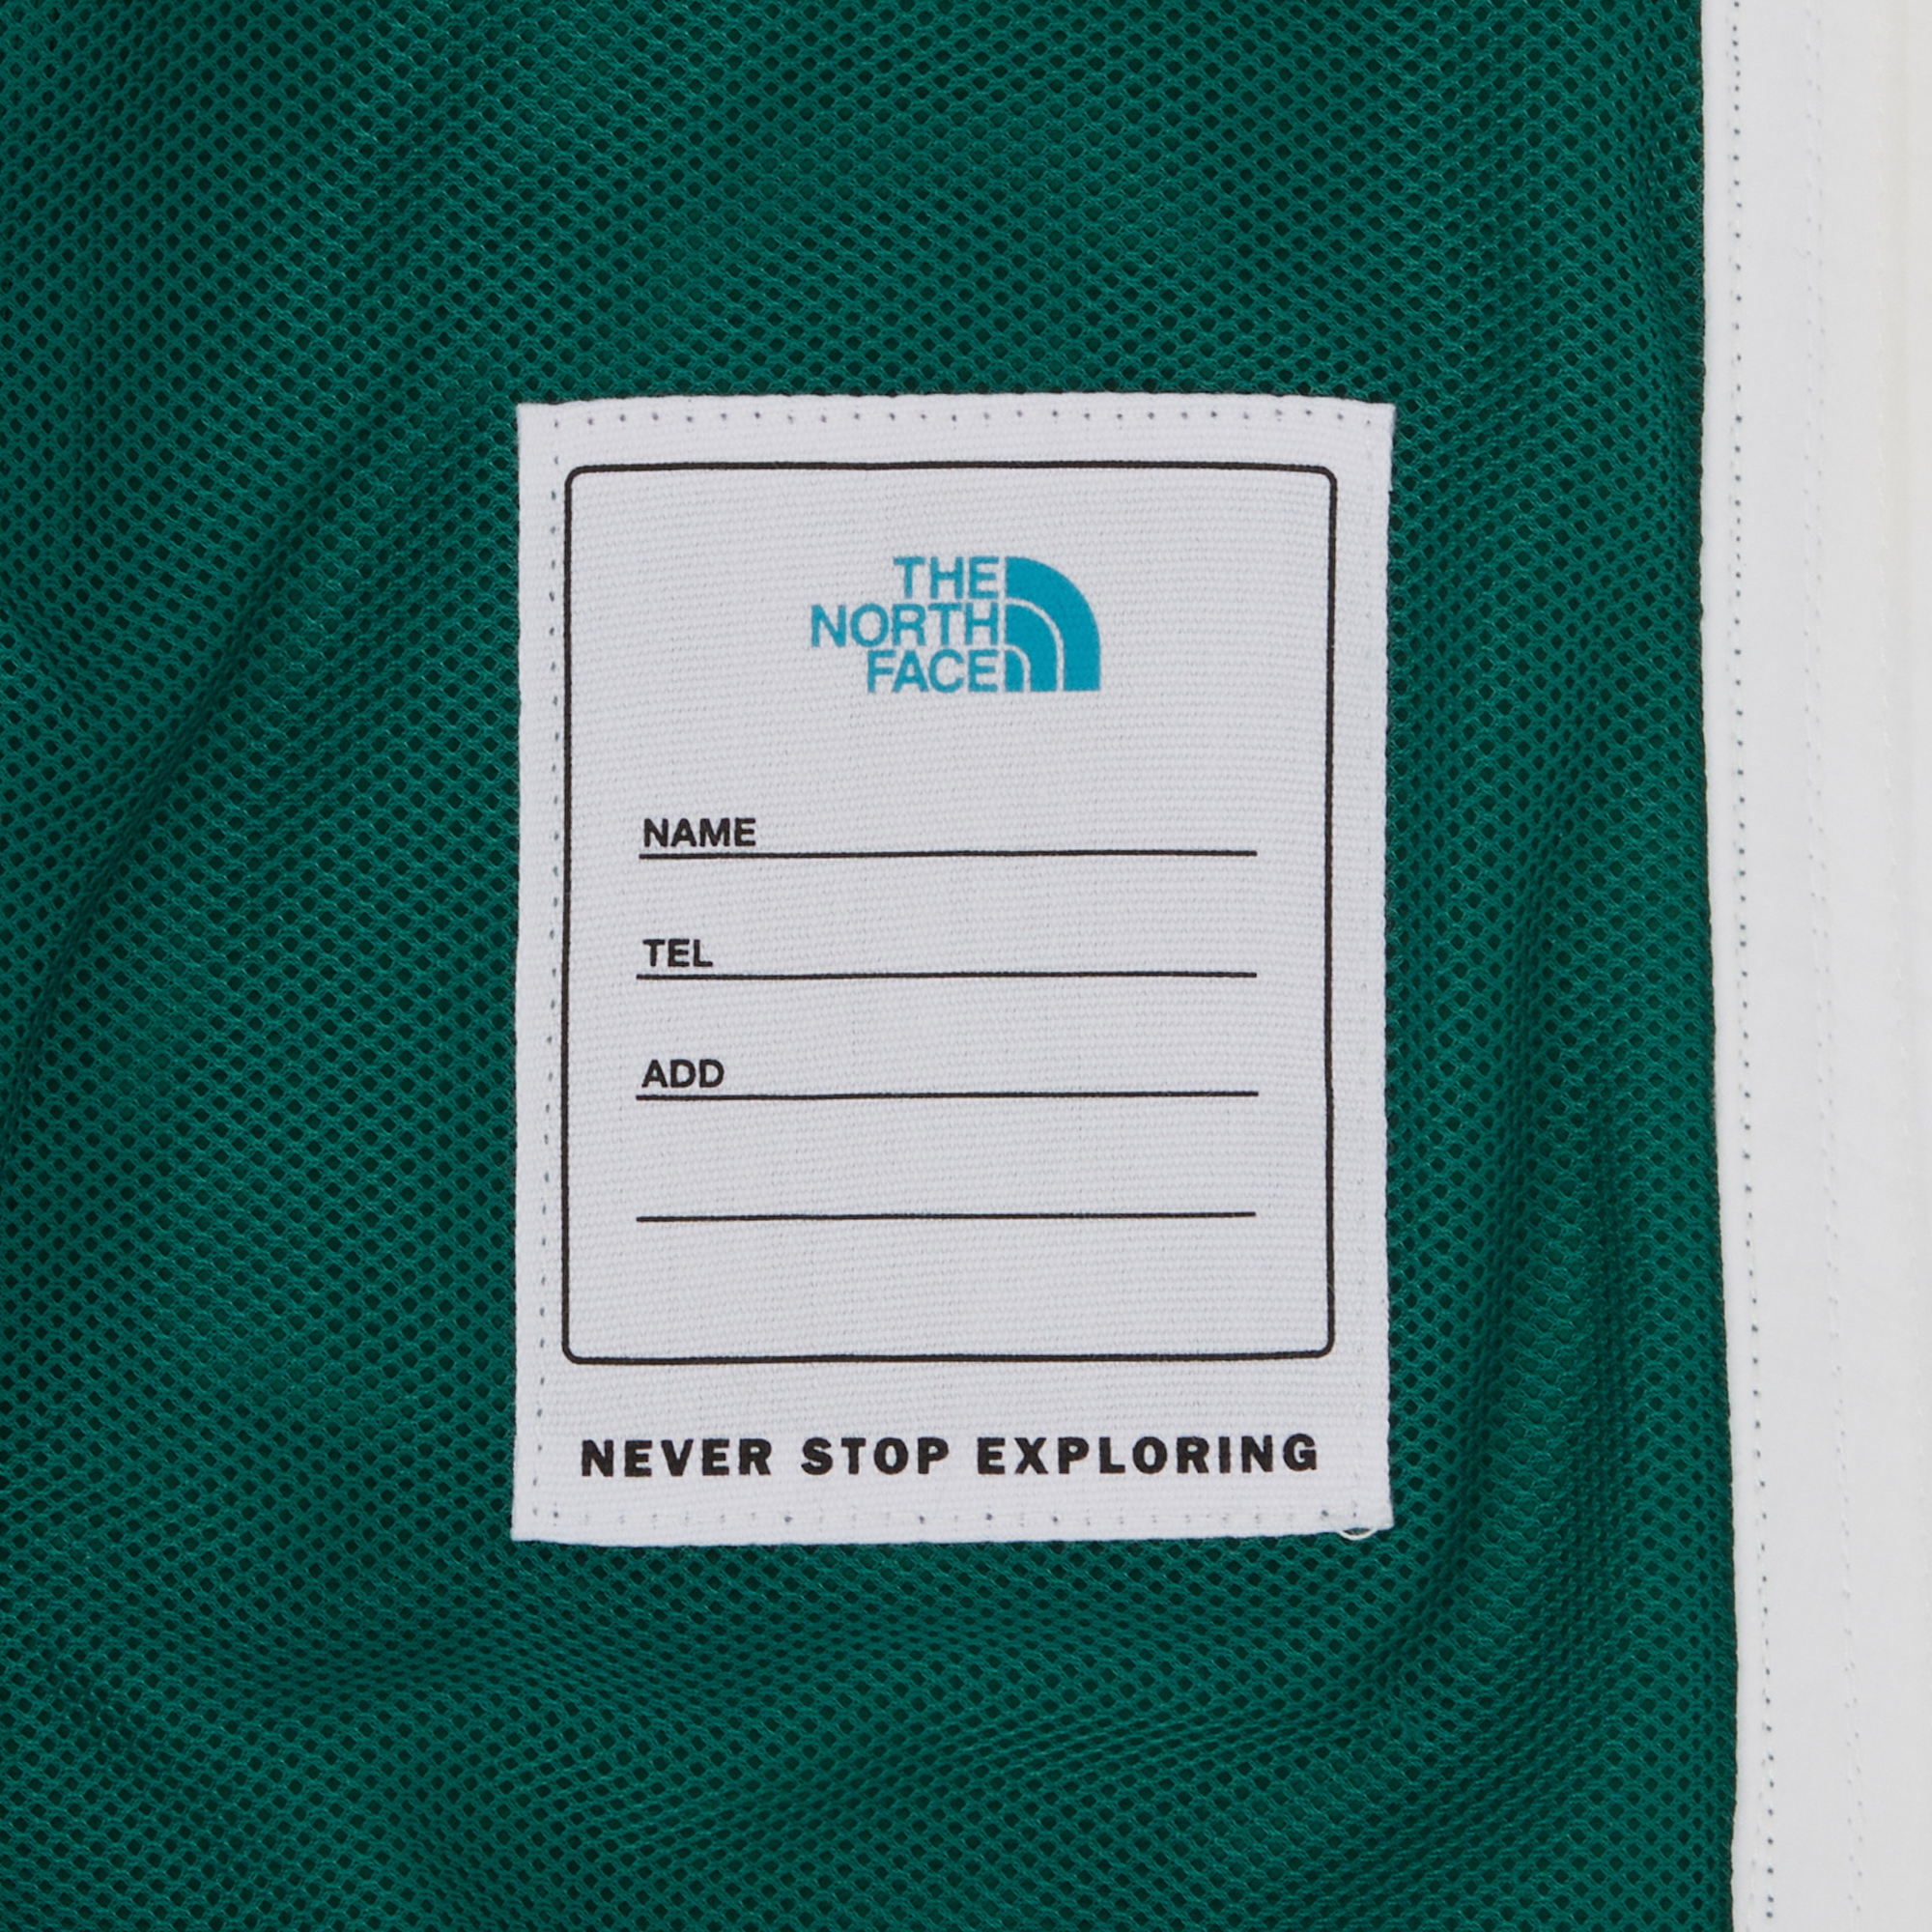 THE
NORTH
FACE
NAME
TEL
ADD
NEVER STOP EXPLORING